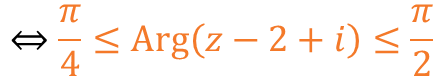 ⇔ π/4 ≤ Arg(z − 2 + i) ≤ π/2